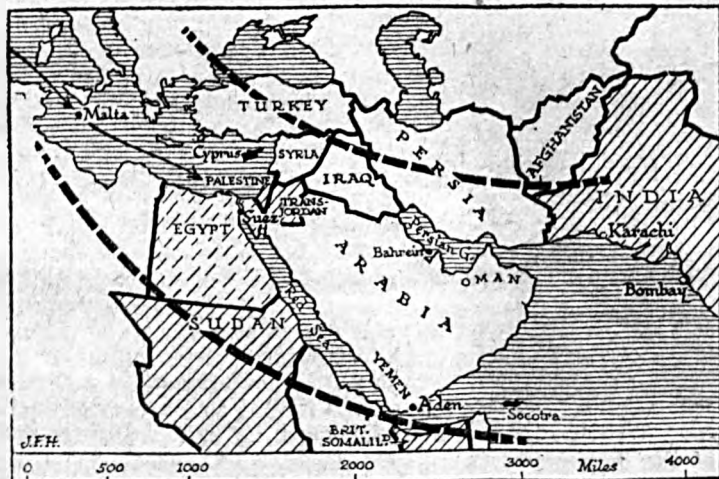 TURKEY
Malta
Cyprus
SYRIA
PALESTINE
TRANS-
JORDAN
IRAQ
PERSIA
AFGHANISTAN
INDIA
Karachi
Bombay
Suez
EGYPT
ARABIA
Persian G.
Bahrein
OMAN
Red Sea
SUDAN
YEMEN
Aden
Socotra
BRIT.
SOMALILD
J.F.H.
0 500 1000 2000 3000 Miles 4000